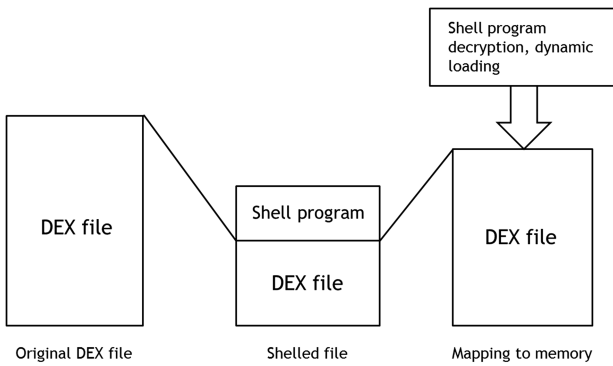 Shell program
decryption, dynamic
loading
DEX file
Shell program
DEX file
DEX file
Original DEX file
Shelled file
Mapping to memory